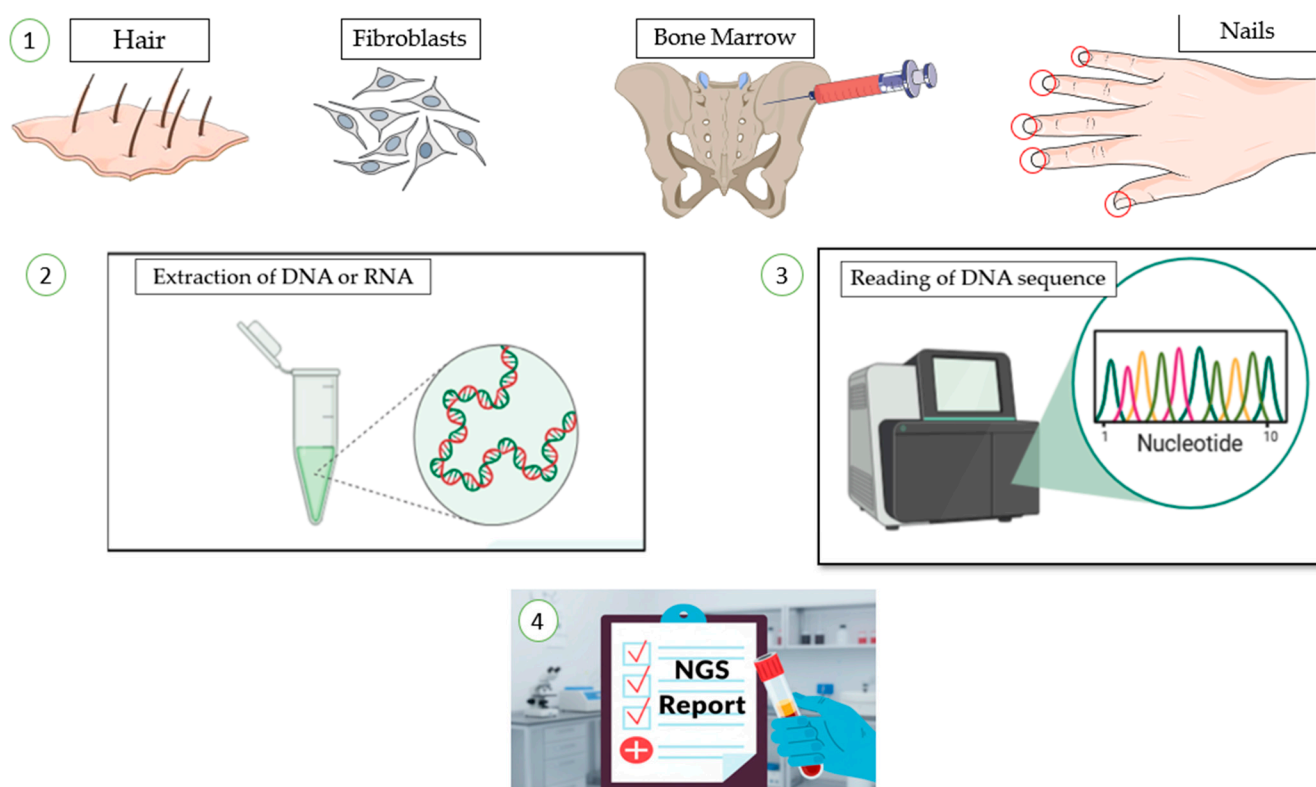 1
Hair
Fibroblasts
Bone Marrow
Nails
2
Extraction of DNA or RNA
3
Reading of DNA sequence
1
10
Nucleotide
4
NGS
Report